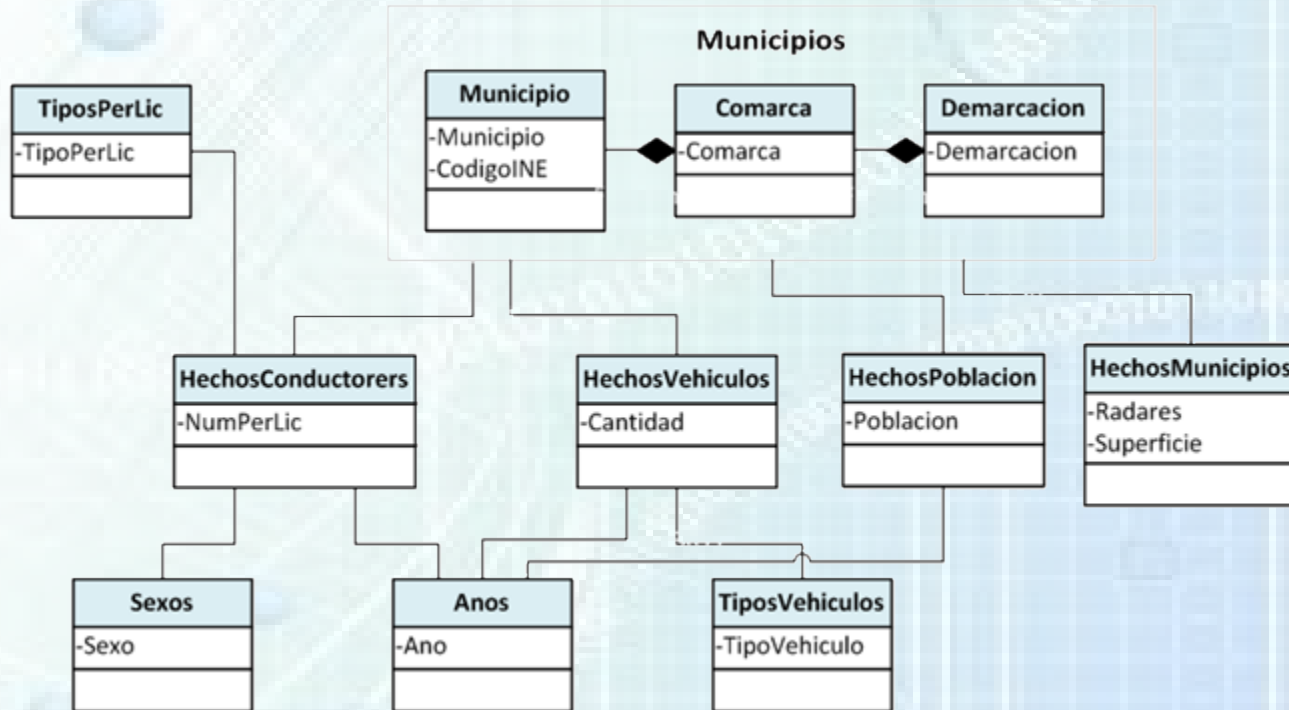 Municipios
TiposPerLic
-TipoPerLic
Municipio
-Municipio
-CodigoINE
Comarca
-Comarca
Demarcacion
-Demarcacion
HechosConductorers
-NumPerLic
HechosVehiculos
-Cantidad
HechosPoblacion
-Poblacion
HechosMunicipios
-Radares
-Superficie
Sexos
-Sexo
Anos
-Ano
TiposVehiculos
-TipoVehiculo